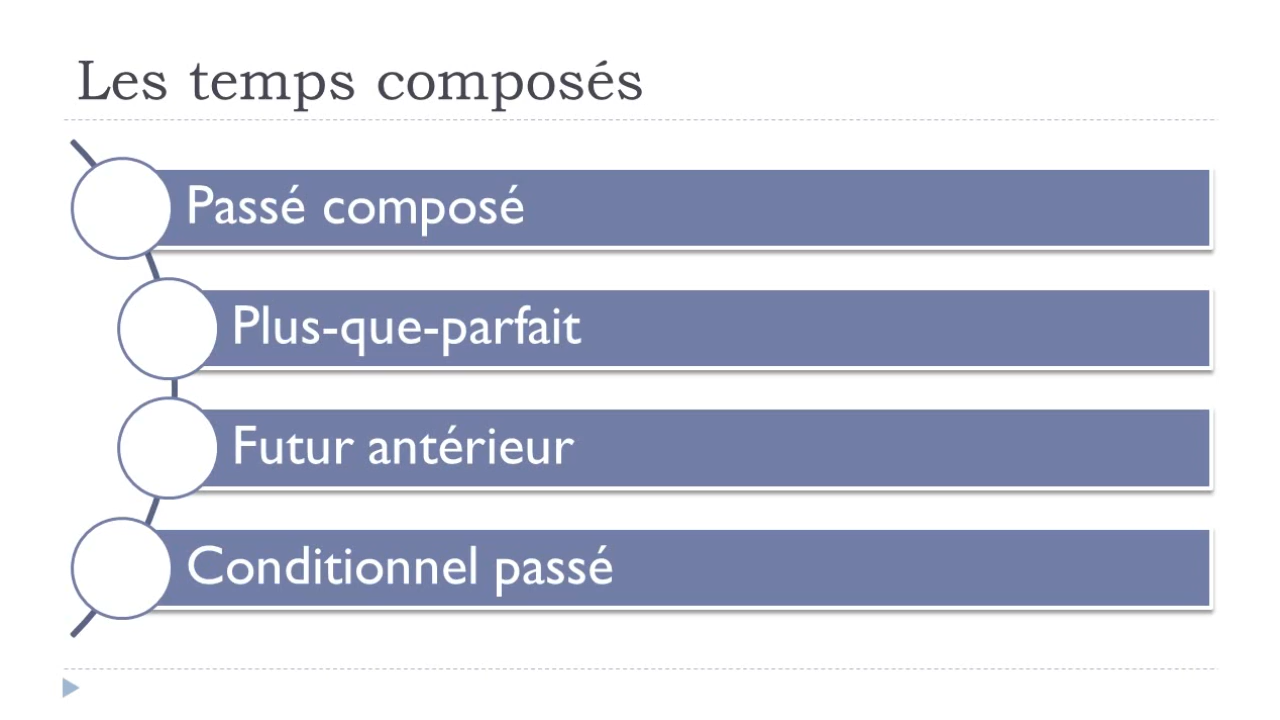 Les temps composés
Passé composé
Plus-que-parfait
Futur antérieur
Conditionnel passé